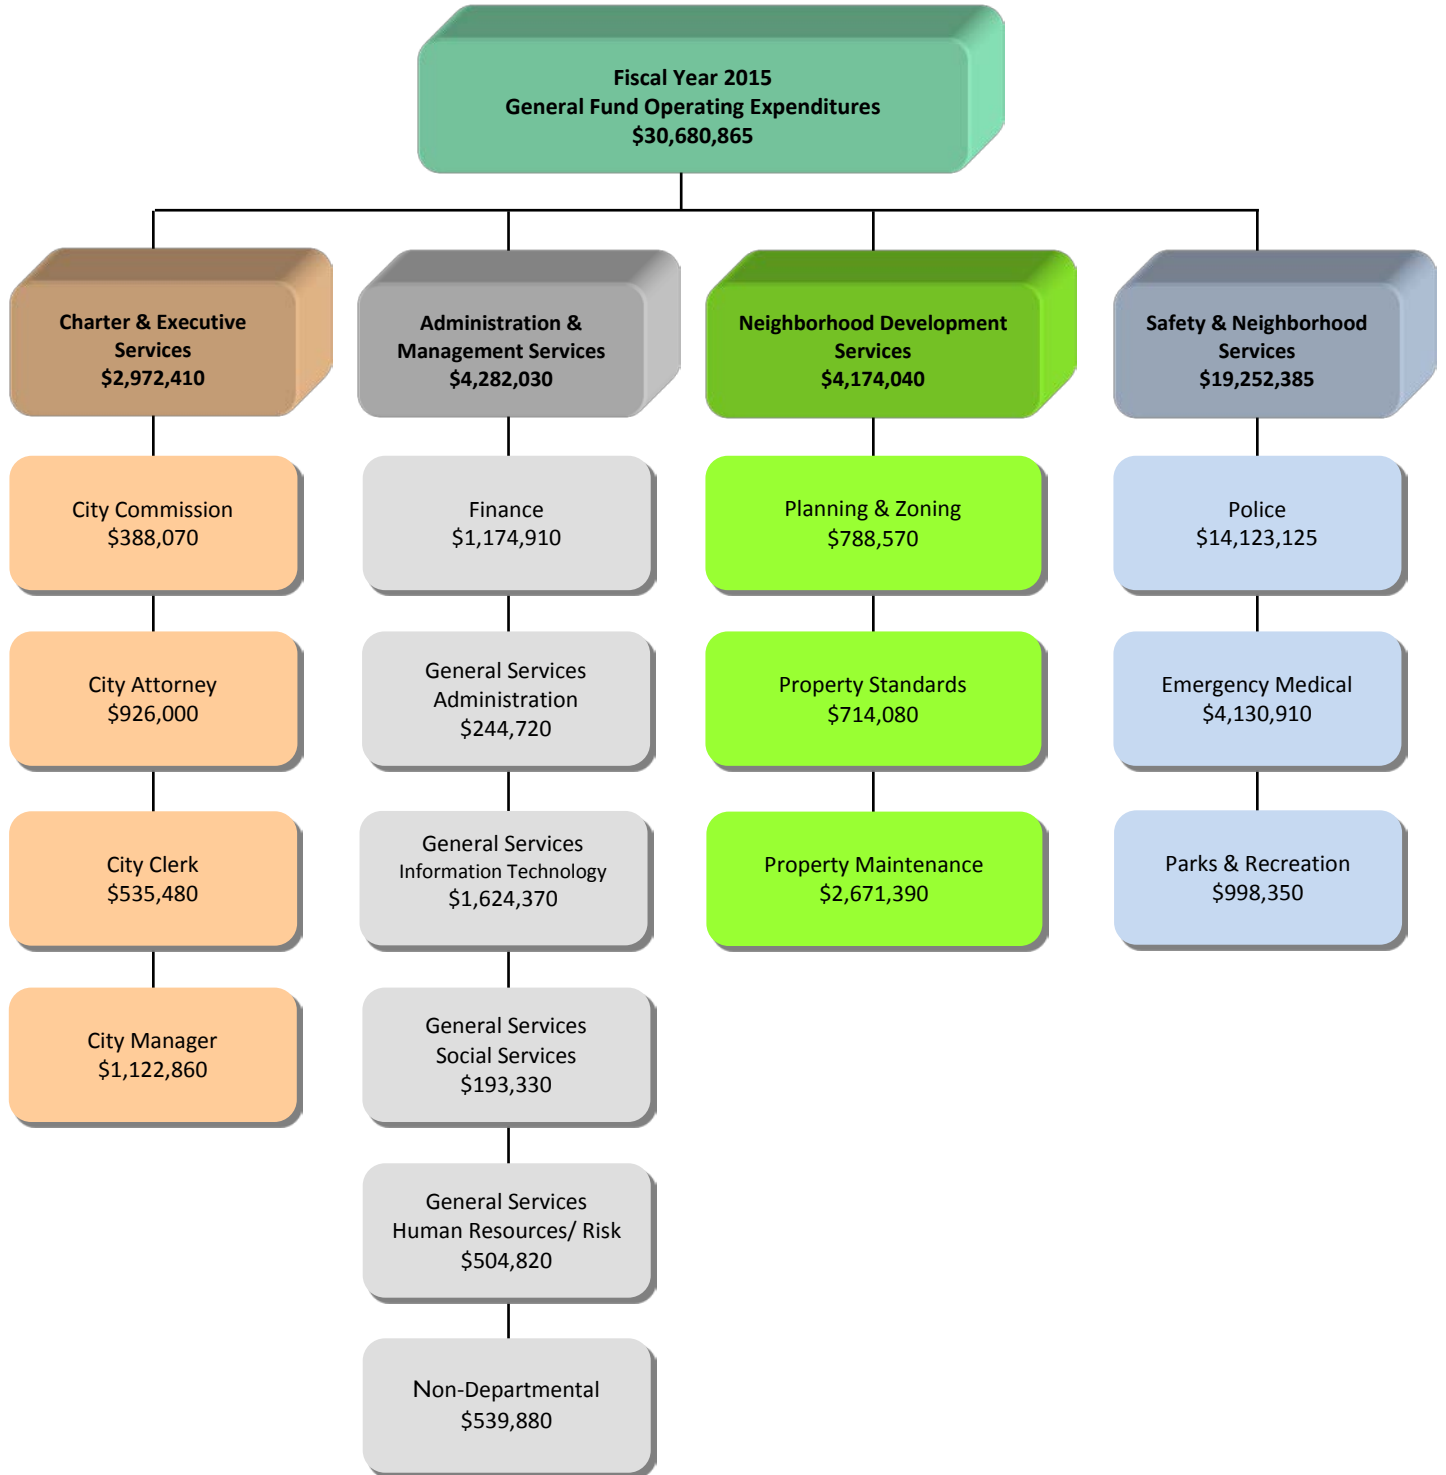 Fiscal Year 2015
General Fund Operating Expenditures
$30,680,865
Charter & Executive
Services
$2,972,410
City Commission
$388,070
City Attorney
$926,000
City Clerk
$535,480
City Manager
$1,122,860
Administration &
Management Services
$4,282,030
Finance
$1,174,910
General Services
Administration
$244,720
General Services
Information Technology
$1,624,370
General Services
Social Services
$193,330
General Services
Human Resources/ Risk
$504,820
Non-Departmental
$539,880
Neighborhood Development
Services
$4,174,040
Planning & Zoning
$788,570
Property Standards
$714,080
Property Maintenance
$2,671,390
Safety & Neighborhood
Services
$19,252,385
Police
$14,123,125
Emergency Medical
$4,130,910
Parks & Recreation
$998,350